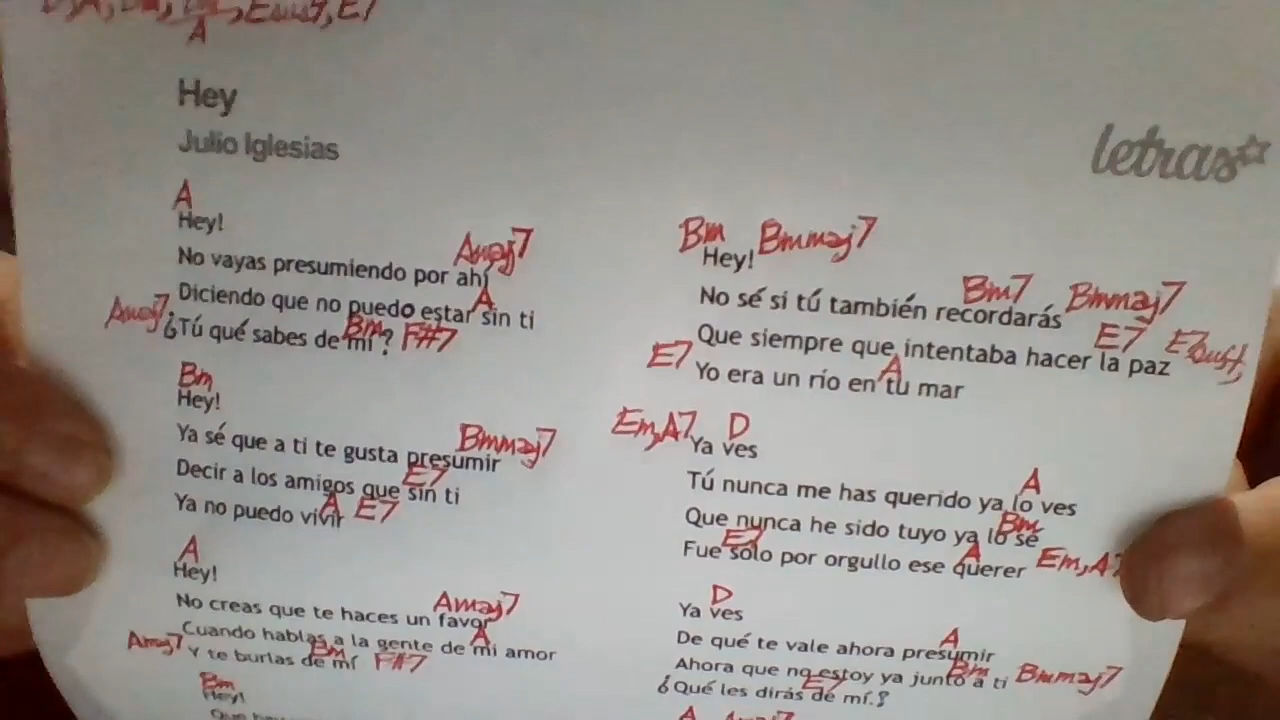 Esus4, E7
A
Hey
Julio Iglesias
letras
A
Hey!
Amaj7
No vayas presumiendo por ahí
A
Diciendo que no puedo estar sin ti
Amaj7 Bm F#7
¿Tú qué sabes de mí?
Bm
Hey!
Bmmaj7
Ya sé que a ti te gusta presumir
E7
Decir a los amigos que sin ti
A E7
Ya no puedo vivir
A
Hey!
Amaj7
No creas que te haces un favor
A
Cuando hablas a la gente de mi amor
Amaj7 Bm F#7
Y te burlas de mí
Bm
Hey!
Bm Bmmaj7
Hey!
Bm7 Bmmaj7
No sé si tú también recordarás
E7
Que siempre que intentaba hacer la paz
E7 A
Yo era un río en tu mar
Em, A7 D
Ya ves
A
Tú nunca me has querido ya lo ves
Bm
Que nunca he sido tuyo ya lo sé
E7 A Em, A7
Fue sólo por orgullo ese querer
D
Ya ves
A
De qué te vale ahora presumir
Bm Bmmaj7
Ahora que no estoy ya junto a ti
E7
¿Qué les dirás de mí.?
A